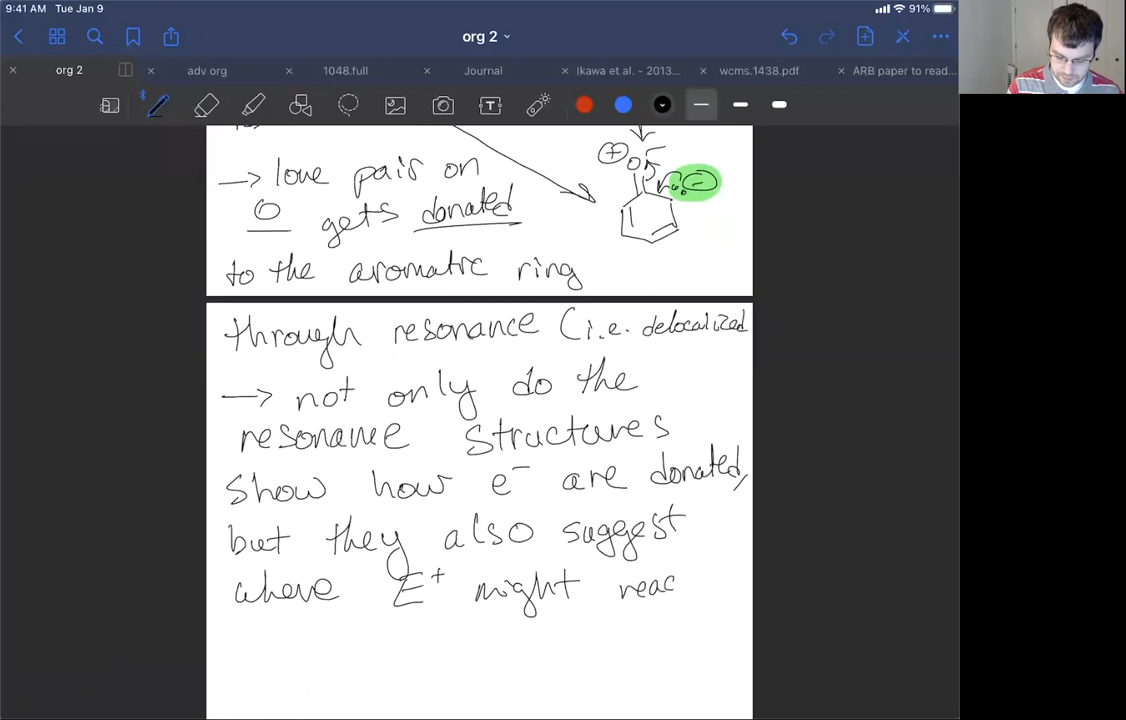 9:41 AM Tue Jan 9
91%
org 2
org 2
adv org
1048.full
Journal
Ikawa et al. - 2013...
wcms.1438.pdf
ARB paper to read...
T
+
O
-
→ lone pair on
O gets donated
to the aromatic ring
through resonance (i.e. delocalized
→ not only do the
resonance structures
show how e⁻ are donated,
but they also suggest
where E⁺ might reac